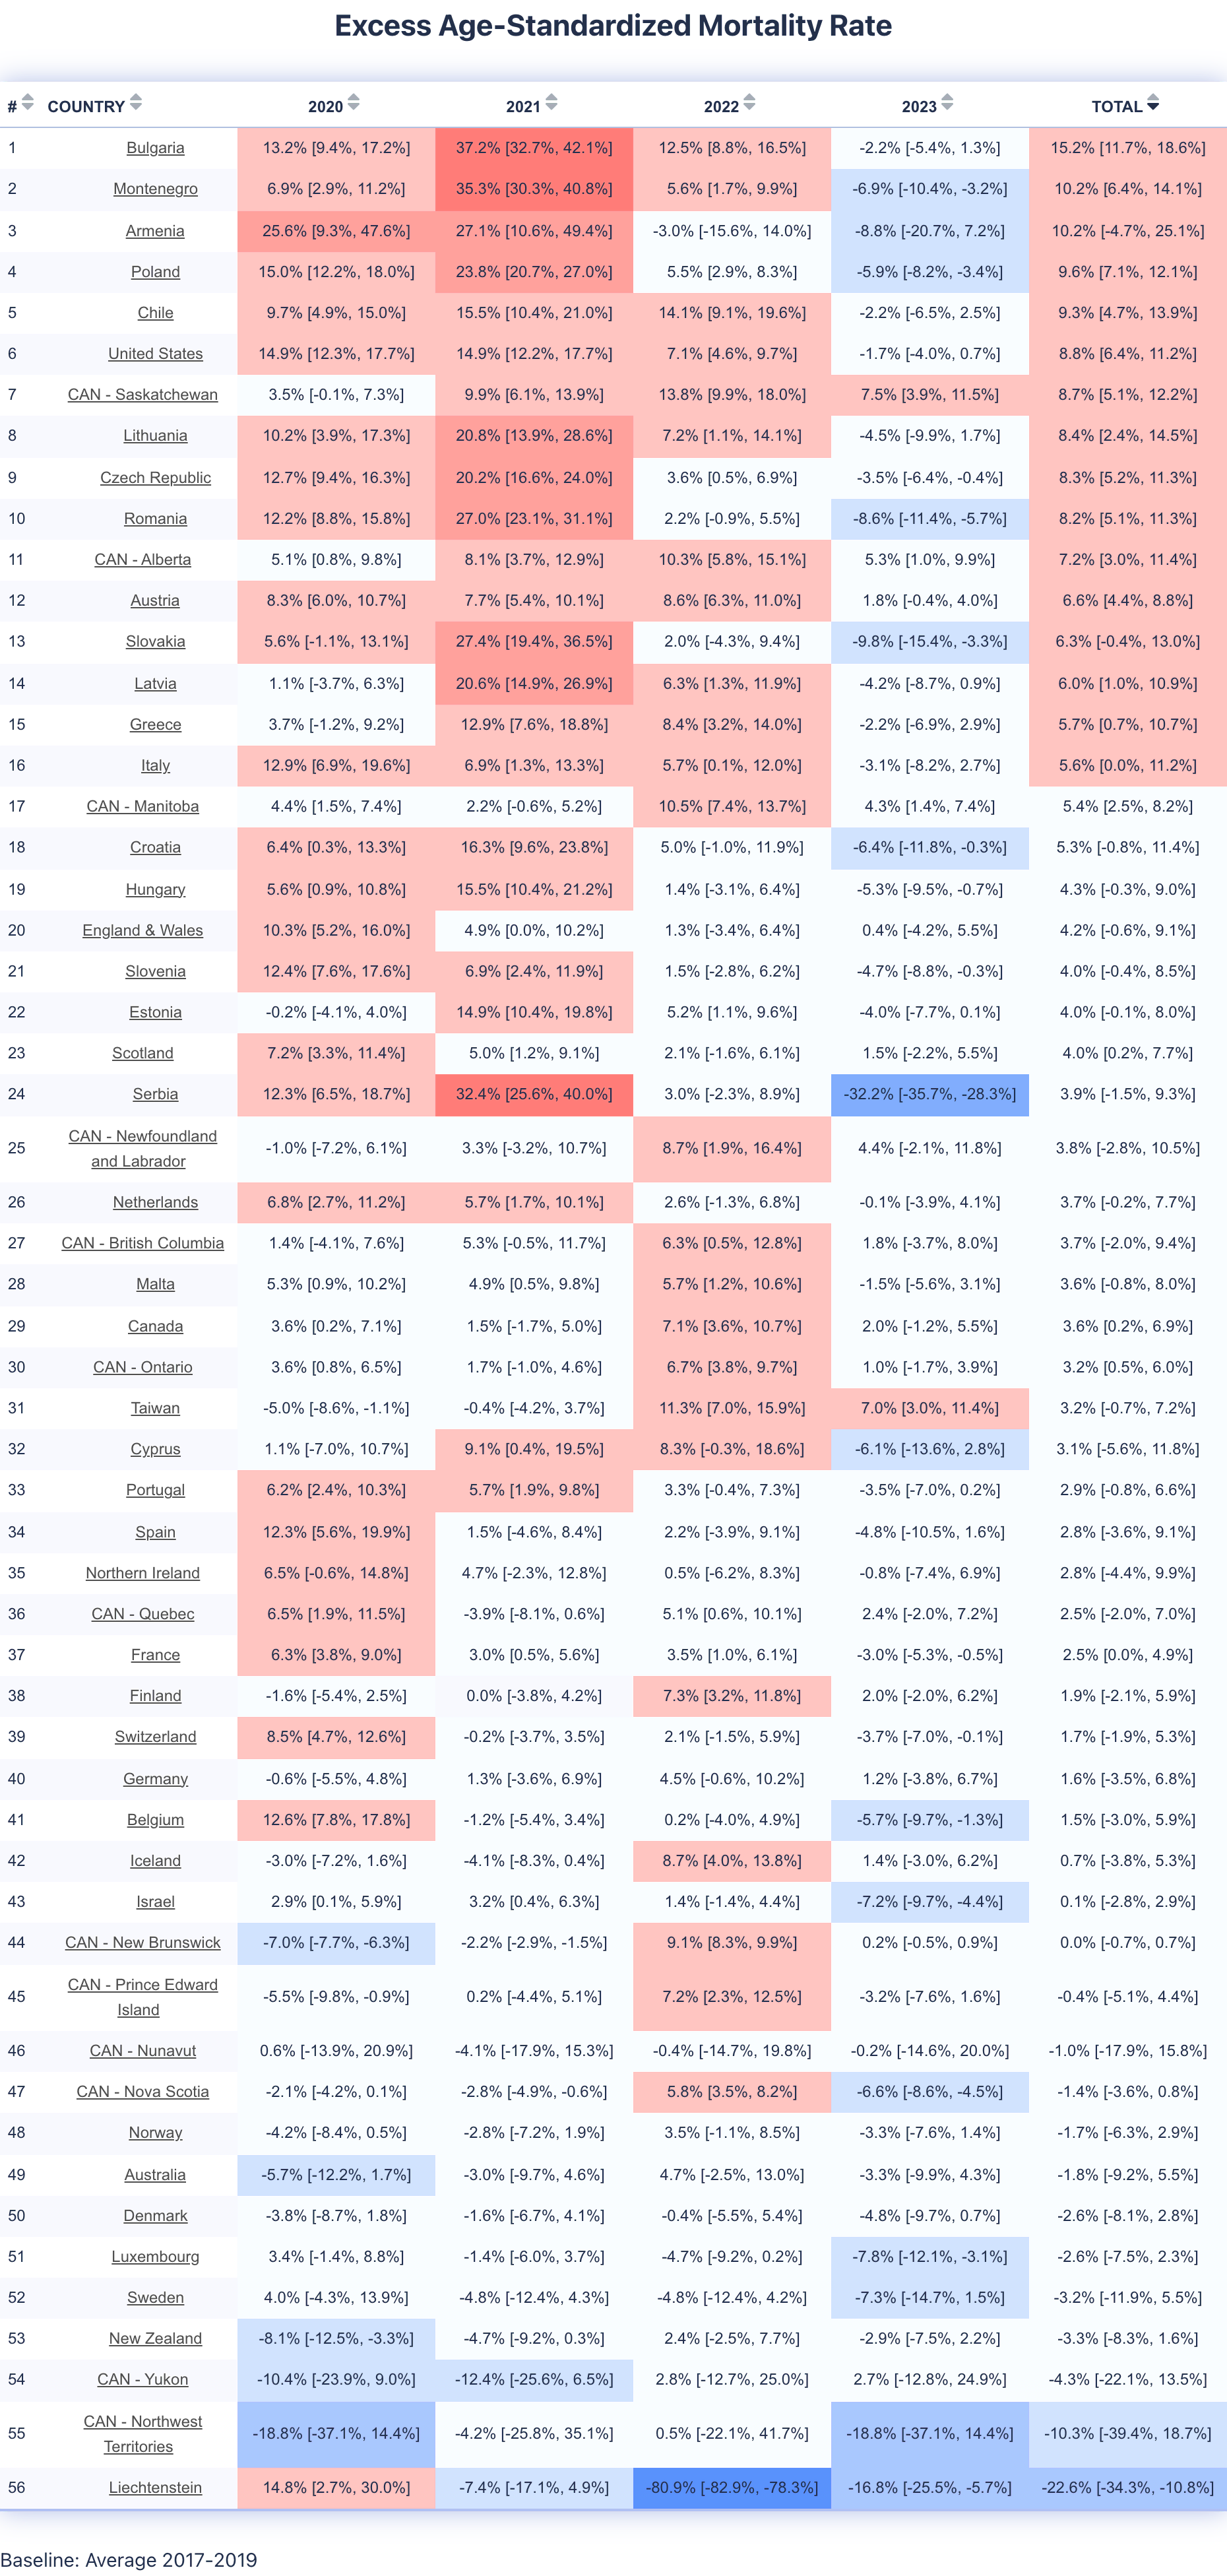 Excess Age-Standardized Mortality Rate
# COUNTRY 2020 2021 2022 2023 TOTAL
1 Bulgaria 13.2% [9.4%, 17.2%] 37.2% [32.7%, 42.1%] 12.5% [8.8%, 16.5%] -2.2% [-5.4%, 1.3%] 15.2% [11.7%, 18.6%]
2 Montenegro 6.9% [2.9%, 11.2%] 35.3% [30.3%, 40.8%] 5.6% [1.7%, 9.9%] -6.9% [-10.4%, -3.2%] 10.2% [6.4%, 14.1%]
3 Armenia 25.6% [9.3%, 47.6%] 27.1% [10.6%, 49.4%] -3.0% [-15.6%, 14.0%] -8.8% [-20.7%, 7.2%] 10.2% [-4.7%, 25.1%]
4 Poland 15.0% [12.2%, 18.0%] 23.8% [20.7%, 27.0%] 5.5% [2.9%, 8.3%] -5.9% [-8.2%, -3.4%] 9.6% [7.1%, 12.1%]
5 Chile 9.7% [4.9%, 15.0%] 15.5% [10.4%, 21.0%] 14.1% [9.1%, 19.6%] -2.2% [-6.5%, 2.5%] 9.3% [4.7%, 13.9%]
6 United States 14.9% [12.3%, 17.7%] 14.9% [12.2%, 17.7%] 7.1% [4.6%, 9.7%] -1.7% [-4.0%, 0.7%] 8.8% [6.4%, 11.2%]
7 CAN - Saskatchewan 3.5% [-0.1%, 7.3%] 9.9% [6.1%, 13.9%] 13.8% [9.9%, 18.0%] 7.5% [3.9%, 11.5%] 8.7% [5.1%, 12.2%]
8 Lithuania 10.2% [3.9%, 17.3%] 20.8% [13.9%, 28.6%] 7.2% [1.1%, 14.1%] -4.5% [-9.9%, 1.7%] 8.4% [2.4%, 14.5%]
9 Czech Republic 12.7% [9.4%, 16.3%] 20.2% [16.6%, 24.0%] 3.6% [0.5%, 6.9%] -3.5% [-6.4%, -0.4%] 8.3% [5.2%, 11.3%]
10 Romania 12.2% [8.8%, 15.8%] 27.0% [23.1%, 31.1%] 2.2% [-0.9%, 5.5%] -8.6% [-11.4%, -5.7%] 8.2% [5.1%, 11.3%]
11 CAN - Alberta 5.1% [0.8%, 9.8%] 8.1% [3.7%, 12.9%] 10.3% [5.8%, 15.1%] 5.3% [1.0%, 9.9%] 7.2% [3.0%, 11.4%]
12 Austria 8.3% [6.0%, 10.7%] 7.7% [5.4%, 10.1%] 8.6% [6.3%, 11.0%] 1.8% [-0.4%, 4.0%] 6.6% [4.4%, 8.8%]
13 Slovakia 5.6% [-1.1%, 13.1%] 27.4% [19.4%, 36.5%] 2.0% [-4.3%, 9.4%] -9.8% [-15.4%, -3.3%] 6.3% [-0.4%, 13.0%]
14 Latvia 1.1% [-3.7%, 6.3%] 20.6% [14.9%, 26.9%] 6.3% [1.3%, 11.9%] -4.2% [-8.7%, 0.9%] 6.0% [1.0%, 10.9%]
15 Greece 3.7% [-1.2%, 9.2%] 12.9% [7.6%, 18.8%] 8.4% [3.2%, 14.0%] -2.2% [-6.9%, 2.9%] 5.7% [0.7%, 10.7%]
16 Italy 12.9% [6.9%, 19.6%] 6.9% [1.3%, 13.3%] 5.7% [0.1%, 12.0%] -3.1% [-8.2%, 2.7%] 5.6% [0.0%, 11.2%]
17 CAN - Manitoba 4.4% [1.5%, 7.4%] 2.2% [-0.6%, 5.2%] 10.5% [7.4%, 13.7%] 4.3% [1.4%, 7.4%] 5.4% [2.5%, 8.2%]
18 Croatia 6.4% [0.3%, 13.3%] 16.3% [9.6%, 23.8%] 5.0% [-1.0%, 11.9%] -6.4% [-11.8%, -0.3%] 5.3% [-0.8%, 11.4%]
19 Hungary 5.6% [0.9%, 10.8%] 15.5% [10.4%, 21.2%] 1.4% [-3.1%, 6.4%] -5.3% [-9.5%, -0.7%] 4.3% [-0.3%, 9.0%]
20 England & Wales 10.3% [5.2%, 16.0%] 4.9% [0.0%, 10.2%] 1.3% [-3.4%, 6.4%] 0.4% [-4.2%, 5.5%] 4.2% [-0.6%, 9.1%]
21 Slovenia 12.4% [7.6%, 17.6%] 6.9% [2.4%, 11.9%] 1.5% [-2.8%, 6.2%] -4.7% [-8.8%, -0.3%] 4.0% [-0.4%, 8.5%]
22 Estonia -0.2% [-4.1%, 4.0%] 14.9% [10.4%, 19.8%] 5.2% [1.1%, 9.6%] -4.0% [-7.7%, 0.1%] 4.0% [-0.1%, 8.0%]
23 Scotland 7.2% [3.3%, 11.4%] 5.0% [1.2%, 9.1%] 2.1% [-1.6%, 6.1%] 1.5% [-2.2%, 5.5%] 4.0% [0.2%, 7.7%]
24 Serbia 12.3% [6.5%, 18.7%] 32.4% [25.6%, 40.0%] 3.0% [-2.3%, 8.9%] -32.2% [-35.7%, -28.3%] 3.9% [-1.5%, 9.3%]
25 CAN - Newfoundland
and Labrador -1.0% [-7.2%, 6.1%] 3.3% [-3.2%, 10.7%] 8.7% [1.9%, 16.4%] 4.4% [-2.1%, 11.8%] 3.8% [-2.8%, 10.5%]
26 Netherlands 6.8% [2.7%, 11.2%] 5.7% [1.7%, 10.1%] 2.6% [-1.3%, 6.8%] -0.1% [-3.9%, 4.1%] 3.7% [-0.2%, 7.7%]
27 CAN - British Columbia 1.4% [-4.1%, 7.6%] 5.3% [-0.5%, 11.7%] 6.3% [0.5%, 12.8%] 1.8% [-3.7%, 8.0%] 3.7% [-2.0%, 9.4%]
28 Malta 5.3% [0.9%, 10.2%] 4.9% [0.5%, 9.8%] 5.7% [1.2%, 10.6%] -1.5% [-5.6%, 3.1%] 3.6% [-0.8%, 8.0%]
29 Canada 3.6% [0.2%, 7.1%] 1.5% [-1.7%, 5.0%] 7.1% [3.6%, 10.7%] 2.0% [-1.2%, 5.5%] 3.6% [0.2%, 6.9%]
30 CAN - Ontario 3.6% [0.8%, 6.5%] 1.7% [-1.0%, 4.6%] 6.7% [3.8%, 9.7%] 1.0% [-1.7%, 3.9%] 3.2% [0.5%, 6.0%]
31 Taiwan -5.0% [-8.6%, -1.1%] -0.4% [-4.2%, 3.7%] 11.3% [7.0%, 15.9%] 7.0% [3.0%, 11.4%] 3.2% [-0.7%, 7.2%]
32 Cyprus 1.1% [-7.0%, 10.7%] 9.1% [0.4%, 19.5%] 8.3% [-0.3%, 18.6%] -6.1% [-13.6%, 2.8%] 3.1% [-5.6%, 11.8%]
33 Portugal 6.2% [2.4%, 10.3%] 5.7% [1.9%, 9.8%] 3.3% [-0.4%, 7.3%] -3.5% [-7.0%, 0.2%] 2.9% [-0.8%, 6.6%]
34 Spain 12.3% [5.6%, 19.9%] 1.5% [-4.6%, 8.4%] 2.2% [-3.9%, 9.1%] -4.8% [-10.5%, 1.6%] 2.8% [-3.6%, 9.1%]
35 Northern Ireland 6.5% [-0.6%, 14.8%] 4.7% [-2.3%, 12.8%] 0.5% [-6.2%, 8.3%] -0.8% [-7.4%, 6.9%] 2.8% [-4.4%, 9.9%]
36 CAN - Quebec 6.5% [1.9%, 11.5%] -3.9% [-8.1%, 0.6%] 5.1% [0.6%, 10.1%] 2.4% [-2.0%, 7.2%] 2.5% [-2.0%, 7.0%]
37 France 6.3% [3.8%, 9.0%] 3.0% [0.5%, 5.6%] 3.5% [1.0%, 6.1%] -3.0% [-5.3%, -0.5%] 2.5% [0.0%, 4.9%]
38 Finland -1.6% [-5.4%, 2.5%] 0.0% [-3.8%, 4.2%] 7.3% [3.2%, 11.8%] 2.0% [-2.0%, 6.2%] 1.9% [-2.1%, 5.9%]
39 Switzerland 8.5% [4.7%, 12.6%] -0.2% [-3.7%, 3.5%] 2.1% [-1.5%, 5.9%] -3.7% [-7.0%, -0.1%] 1.7% [-1.9%, 5.3%]
40 Germany -0.6% [-5.5%, 4.8%] 1.3% [-3.6%, 6.9%] 4.5% [-0.6%, 10.2%] 1.2% [-3.8%, 6.7%] 1.6% [-3.5%, 6.8%]
41 Belgium 12.6% [7.8%, 17.8%] -1.2% [-5.4%, 3.4%] 0.2% [-4.0%, 4.9%] -5.7% [-9.7%, -1.3%] 1.5% [-3.0%, 5.9%]
42 Iceland -3.0% [-7.2%, 1.6%] -4.1% [-8.3%, 0.4%] 8.7% [4.0%, 13.8%] 1.4% [-3.0%, 6.2%] 0.7% [-3.8%, 5.3%]
43 Israel 2.9% [0.1%, 5.9%] 3.2% [0.4%, 6.3%] 1.4% [-1.4%, 4.4%] -7.2% [-9.7%, -4.4%] 0.1% [-2.8%, 2.9%]
44 CAN - New Brunswick -7.0% [-7.7%, -6.3%] -2.2% [-2.9%, -1.5%] 9.1% [8.3%, 9.9%] 0.2% [-0.5%, 0.9%] 0.0% [-0.7%, 0.7%]
45 CAN - Prince Edward
Island -5.5% [-9.8%, -0.9%] 0.2% [-4.4%, 5.1%] 7.2% [2.3%, 12.5%] -3.2% [-7.6%, 1.6%] -0.4% [-5.1%, 4.4%]
46 CAN - Nunavut 0.6% [-13.9%, 20.9%] -4.1% [-17.9%, 15.3%] -0.4% [-14.7%, 19.8%] -0.2% [-14.6%, 20.0%] -1.0% [-17.9%, 15.8%]
47 CAN - Nova Scotia -2.1% [-4.2%, 0.1%] -2.8% [-4.9%, -0.6%] 5.8% [3.5%, 8.2%] -6.6% [-8.6%, -4.5%] -1.4% [-3.6%, 0.8%]
48 Norway -4.2% [-8.4%, 0.5%] -2.8% [-7.2%, 1.9%] 3.5% [-1.1%, 8.5%] -3.3% [-7.6%, 1.4%] -1.7% [-6.3%, 2.9%]
49 Australia -5.7% [-12.2%, 1.7%] -3.0% [-9.7%, 4.6%] 4.7% [-2.5%, 13.0%] -3.3% [-9.9%, 4.3%] -1.8% [-9.2%, 5.5%]
50 Denmark -3.8% [-8.7%, 1.8%] -1.6% [-6.7%, 4.1%] -0.4% [-5.5%, 5.4%] -4.8% [-9.7%, 0.7%] -2.6% [-8.1%, 2.8%]
51 Luxembourg 3.4% [-1.4%, 8.8%] -1.4% [-6.0%, 3.7%] -4.7% [-9.2%, 0.2%] -7.8% [-12.1%, -3.1%] -2.6% [-7.5%, 2.3%]
52 Sweden 4.0% [-4.3%, 13.9%] -4.8% [-12.4%, 4.3%] -4.8% [-12.4%, 4.2%] -7.3% [-14.7%, 1.5%] -3.2% [-11.9%, 5.5%]
53 New Zealand -8.1% [-12.5%, -3.3%] -4.7% [-9.2%, 0.3%] 2.4% [-2.5%, 7.7%] -2.9% [-7.5%, 2.2%] -3.3% [-8.3%, 1.6%]
54 CAN - Yukon -10.4% [-23.9%, 9.0%] -12.4% [-25.6%, 6.5%] 2.8% [-12.7%, 25.0%] 2.7% [-12.8%, 24.9%] -4.3% [-22.1%, 13.5%]
55 CAN - Northwest
Territories -18.8% [-37.1%, 14.4%] -4.2% [-25.8%, 35.1%] 0.5% [-22.1%, 41.7%] -18.8% [-37.1%, 14.4%] -10.3% [-39.4%, 18.7%]
56 Liechtenstein 14.8% [2.7%, 30.0%] -7.4% [-17.1%, 4.9%] -80.9% [-82.9%, -78.3%] -16.8% [-25.5%, -5.7%] -22.6% [-34.3%, -10.8%]
Baseline: Average 2017-2019